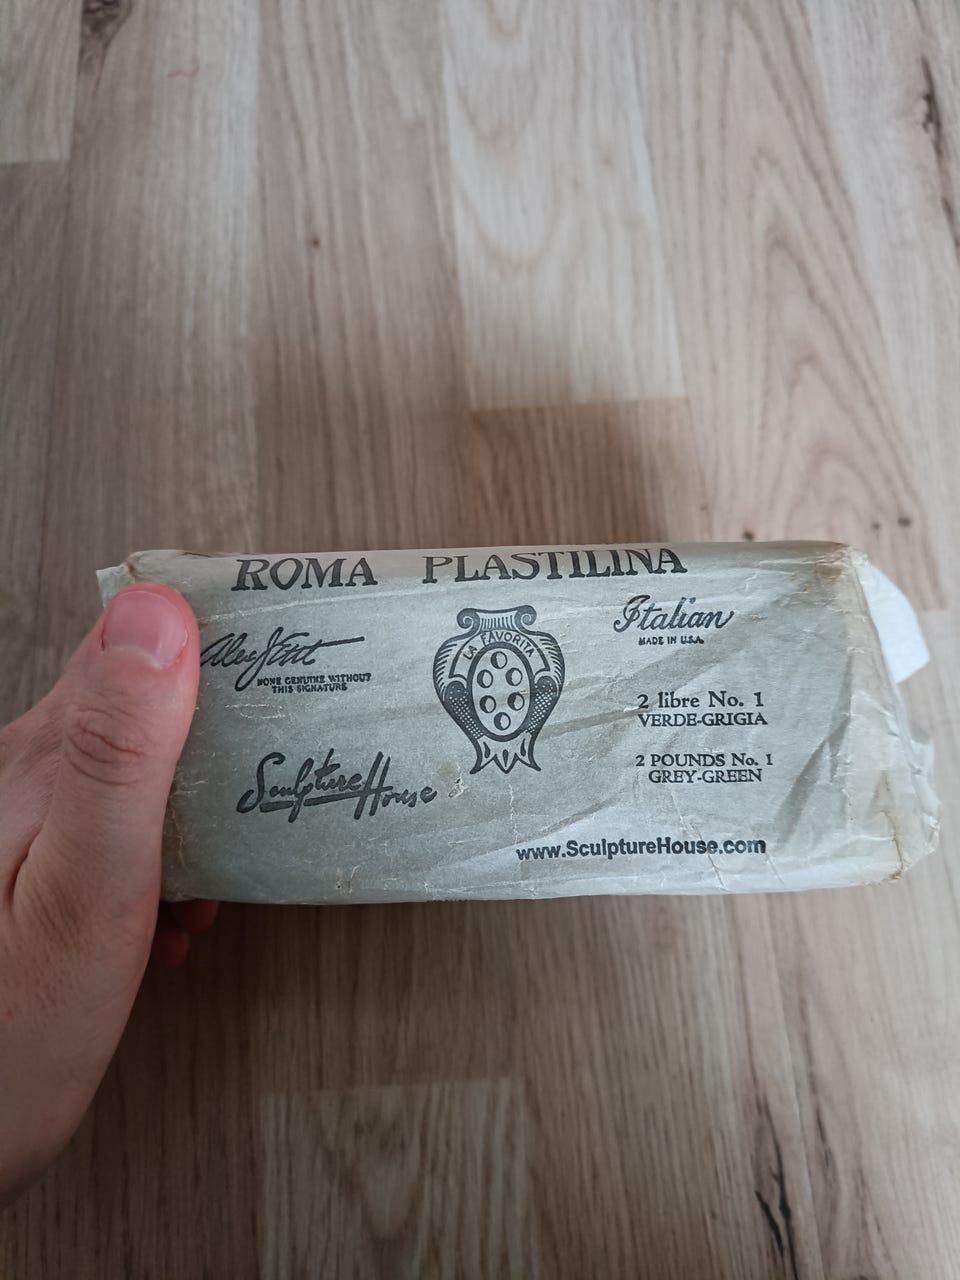 ROMA PLASTILINA
NONE GENUINE WITHOUT
THIS SIGNATURE
Sculpture House
LA FAVORITA
Italian
MADE IN U.S.A.
2 libre No. 1
VERDE-GRIGIA
2 POUNDS No. 1
GREY-GREEN
www.SculptureHouse.com